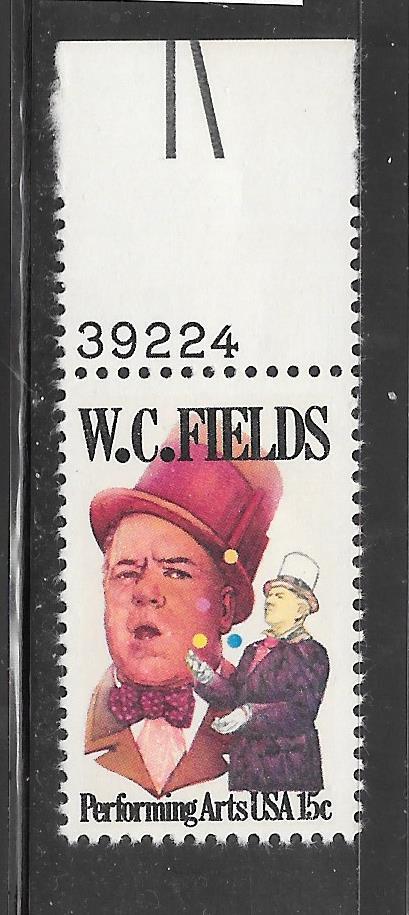 39224
W.C.FIELDS
Performing Arts USA 15c